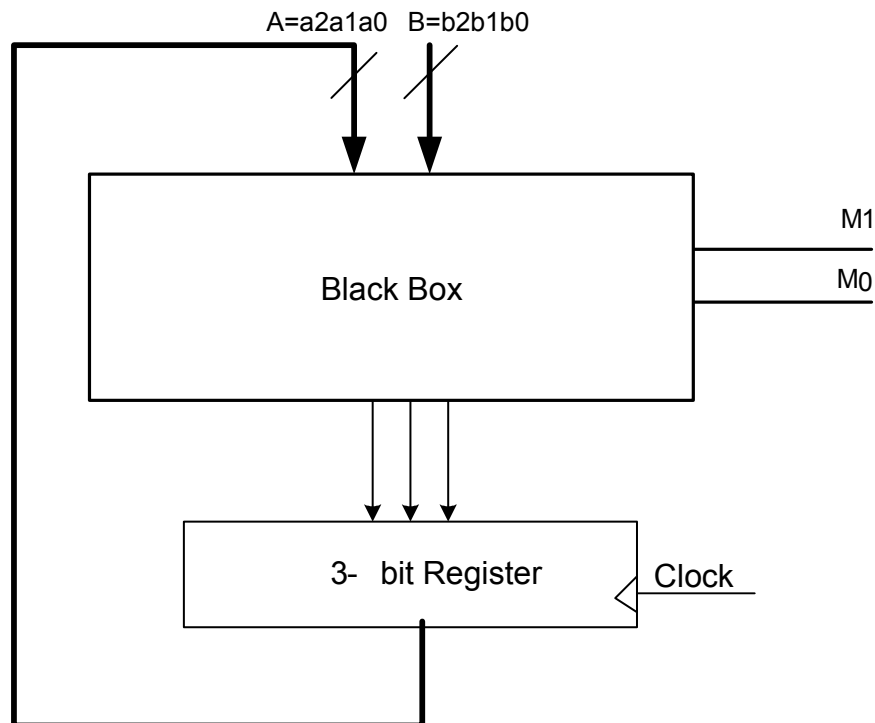 A=a2a1a0 B=b2b1b0
M1
M0
Black Box
3- bit Register
Clock